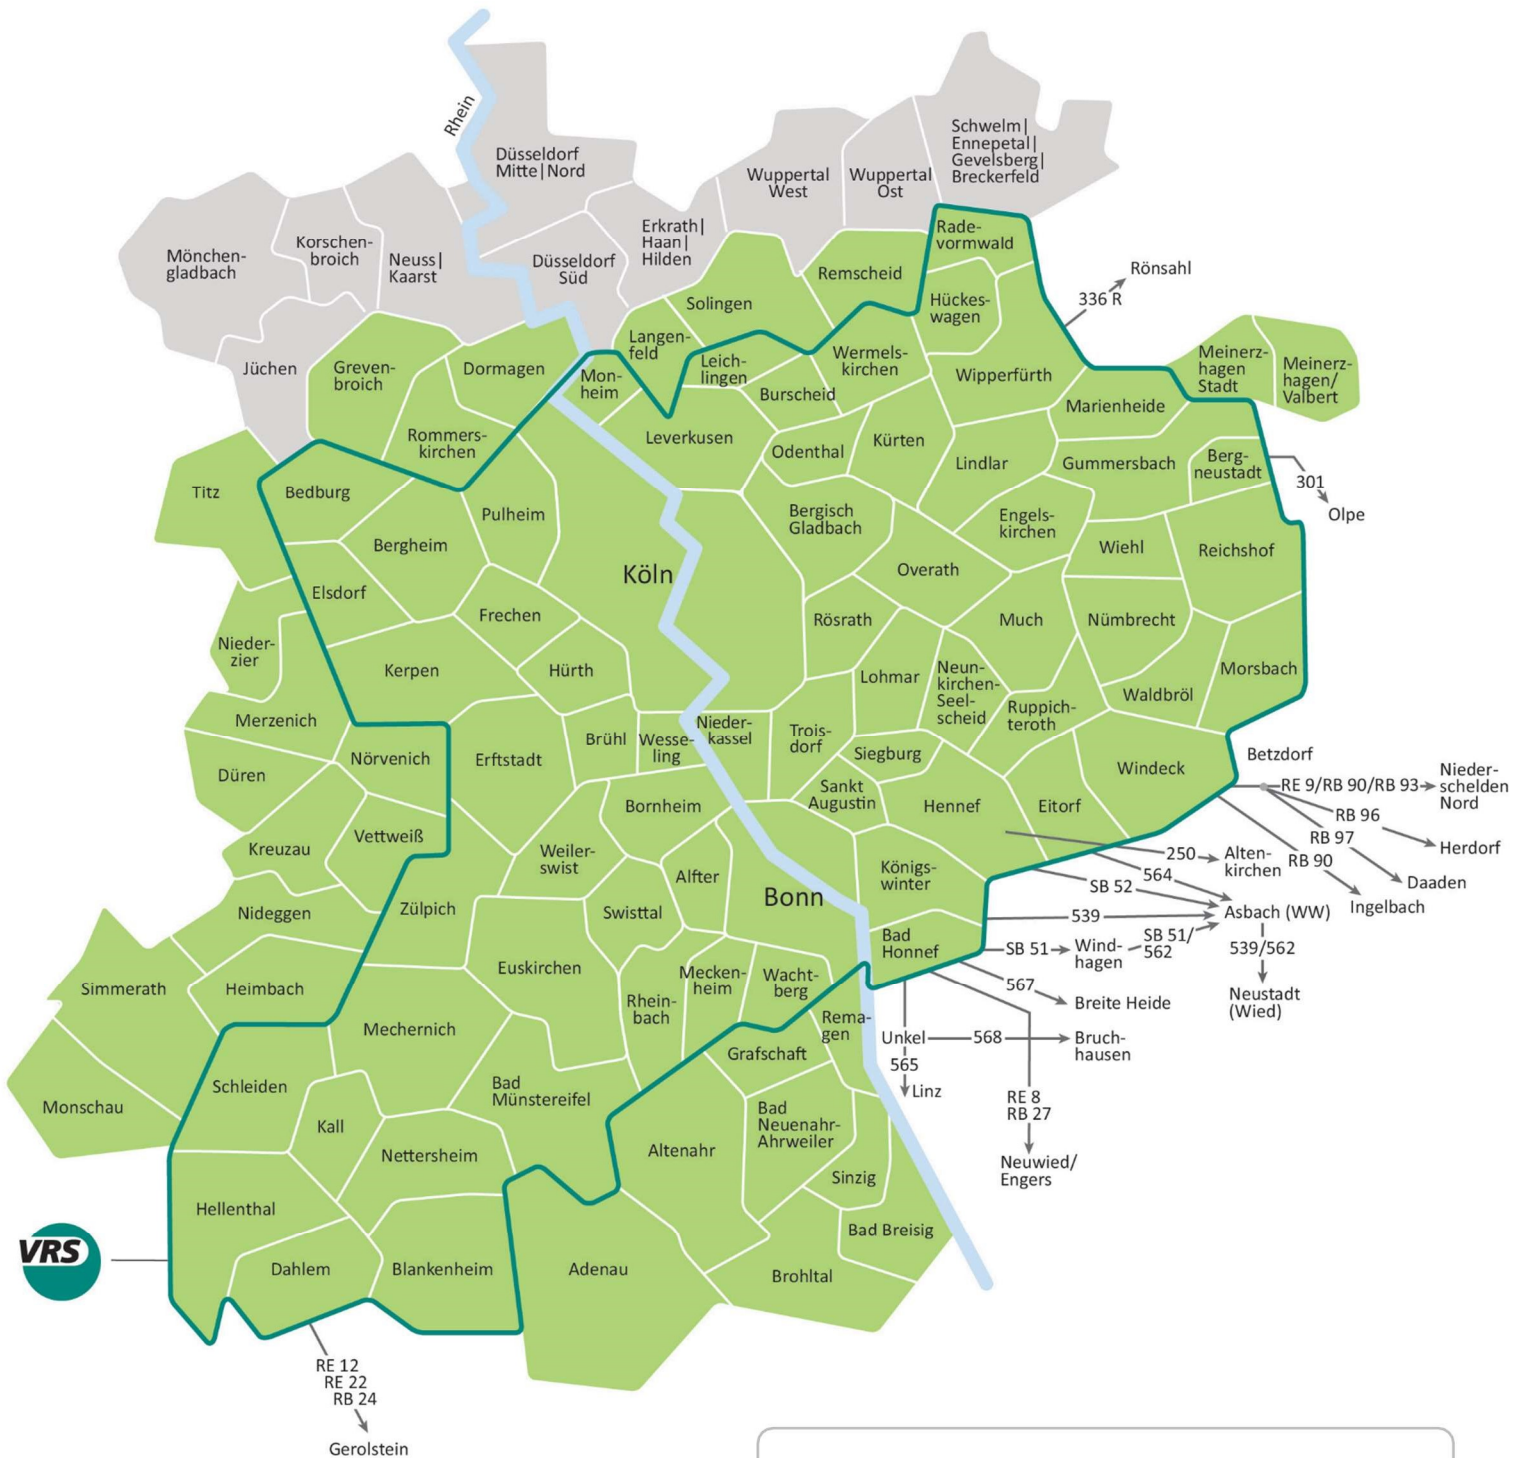 Rhein
Düsseldorf
Mitte|Nord
Schwelm|
Ennepetal|
Gevelsberg|
Breckerfeld
Wuppertal
West
Wuppertal
Ost
Mönchen-
gladbach
Korschen-
broich
Neuss|
Kaarst
Düsseldorf
Süd
Erkrath|
Haan|
Hilden
Rade-
vormwald
Remscheid
Solingen
Hückes-
wagen
336 R
Rönsahl
Jüchen
Greven-
broich
Dormagen
Langen-
feld
Mon-
heim
Leich-
lingen
Wermels-
kirchen
Burscheid
Wipperfürth
Meinerz-
hagen
Stadt
Meinerz-
hagen/
Valbert
Marienheide
Rommers-
kirchen
Leverkusen
Odenthal
Kürten
Lindlar
Gummersbach
Berg-
neustadt
301
Olpe
Titz
Bedburg
Pulheim
Bergheim
Bergisch
Gladbach
Engels-
kirchen
Wiehl
Reichshof
Köln
Overath
Elsdorf
Frechen
Rösrath
Much
Nümbrecht
Nieder-
zier
Kerpen
Hürth
Lohmar
Neun-
kirchen-
Seel-
scheid
Ruppich-
teroth
Waldbröl
Morsbach
Merzenich
Nörvenich
Düren
Erftstadt
Brühl
Wesse-
ling
Nieder-
kassel
Trois-
dorf
Siegburg
Sankt
Augustin
Hennef
Eitorf
Windeck
Betzdorf
RE 9/RB 90/RB 93
Nieder-
schelden
Nord
RB 96
Herdorf
RB 97
Daaden
RB 90
Ingelbach
Bornheim
Kreuzau
Vettweiß
Weiler-
swist
Alfter
Bonn
Königs-
winter
250
Alten-
kirchen
564
SB 52
539
Asbach (WW)
Nideggen
Zülpich
Swisttal
Bad
Honnef
SB 51
Wind-
hagen
SB 51/
562
539/562
Neustadt
(Wied)
567
Breite Heide
Simmerath
Heimbach
Euskirchen
Mecken-
heim
Wacht-
berg
Rhein-
bach
Rema-
gen
Unkel
568
Bruch-
hausen
565
Linz
RE 8
RB 27
Neuwied/
Engers
Mechernich
Grafschaft
Schleiden
Bad
Münstereifel
Monschau
Kall
Nettersheim
Altenahr
Bad
Neuenahr-
Ahrweiler
Sinzig
Hellenthal
Bad Breisig
VRS
Dahlem
Blankenheim
Adenau
Brohltal
RE 12
RE 22
RB 24
Gerolstein